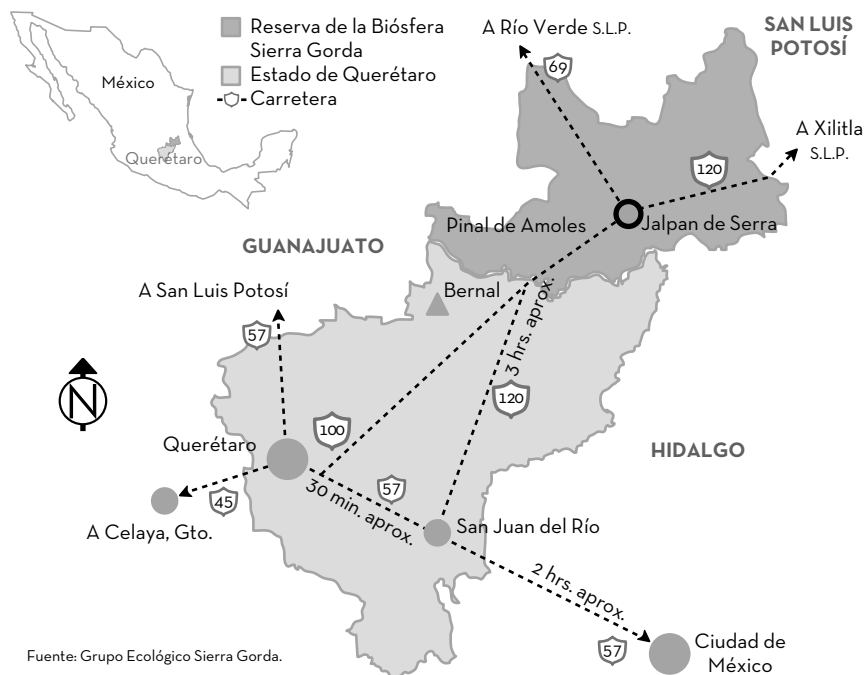 México
Querétaro
Reserva de la Biósfera
Sierra Gorda
Estado de Querétaro
Carretera
A Río Verde S.L.P.
69
SAN LUIS
POTOSÍ
A Xilitla
S.L.P.
120
Pinal de Amoles
Jalpan de Serra
GUANAJUATO
A San Luis Potosí
Bernal
57
3 hrs. aprox.
120
N
100
Querétaro
HIDALGO
57
45
30 min. aprox.
A Celaya, Gto.
San Juan del Río
2 hrs. aprox.
57
Ciudad de
México
Fuente: Grupo Ecológico Sierra Gorda.